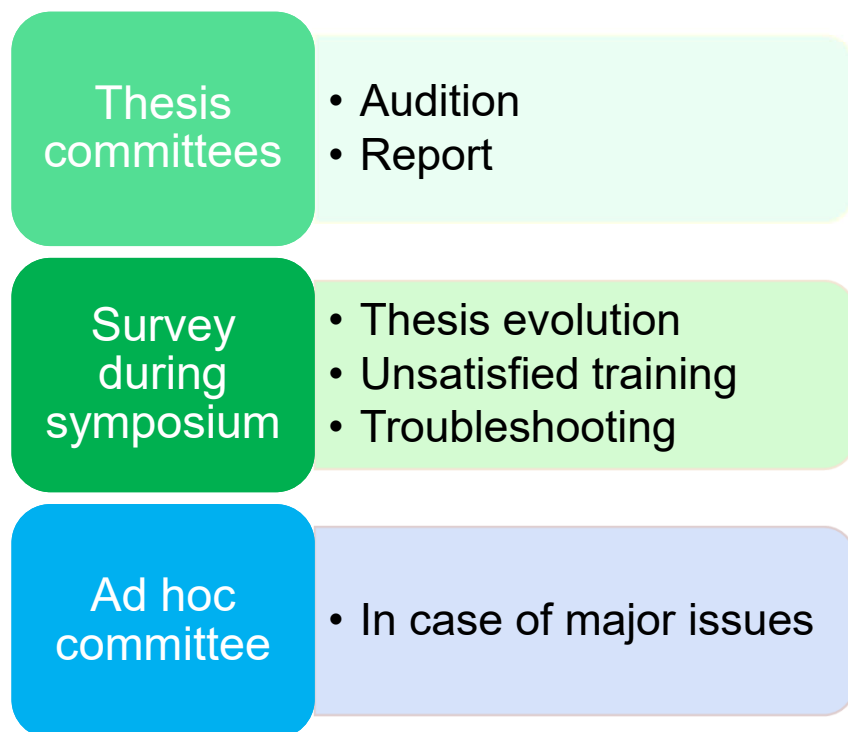 Thesis
committees
• Audition
• Report
Survey
during
symposium
• Thesis evolution
• Unsatisfied training
• Troubleshooting
Ad hoc
committee
• In case of major issues